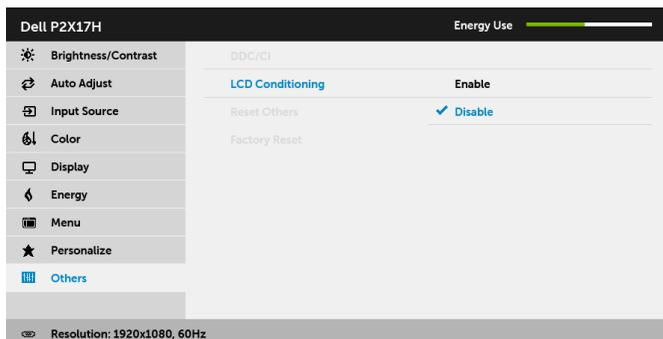 Dell P2X17H Energy Use
Brightness/Contrast DDC/CI
Auto Adjust LCD Conditioning Enable
Input Source Reset Others Disable
Color Factory Reset
Display
Energy
Menu
Personalize
Others
Resolution: 1920x1080, 60Hz